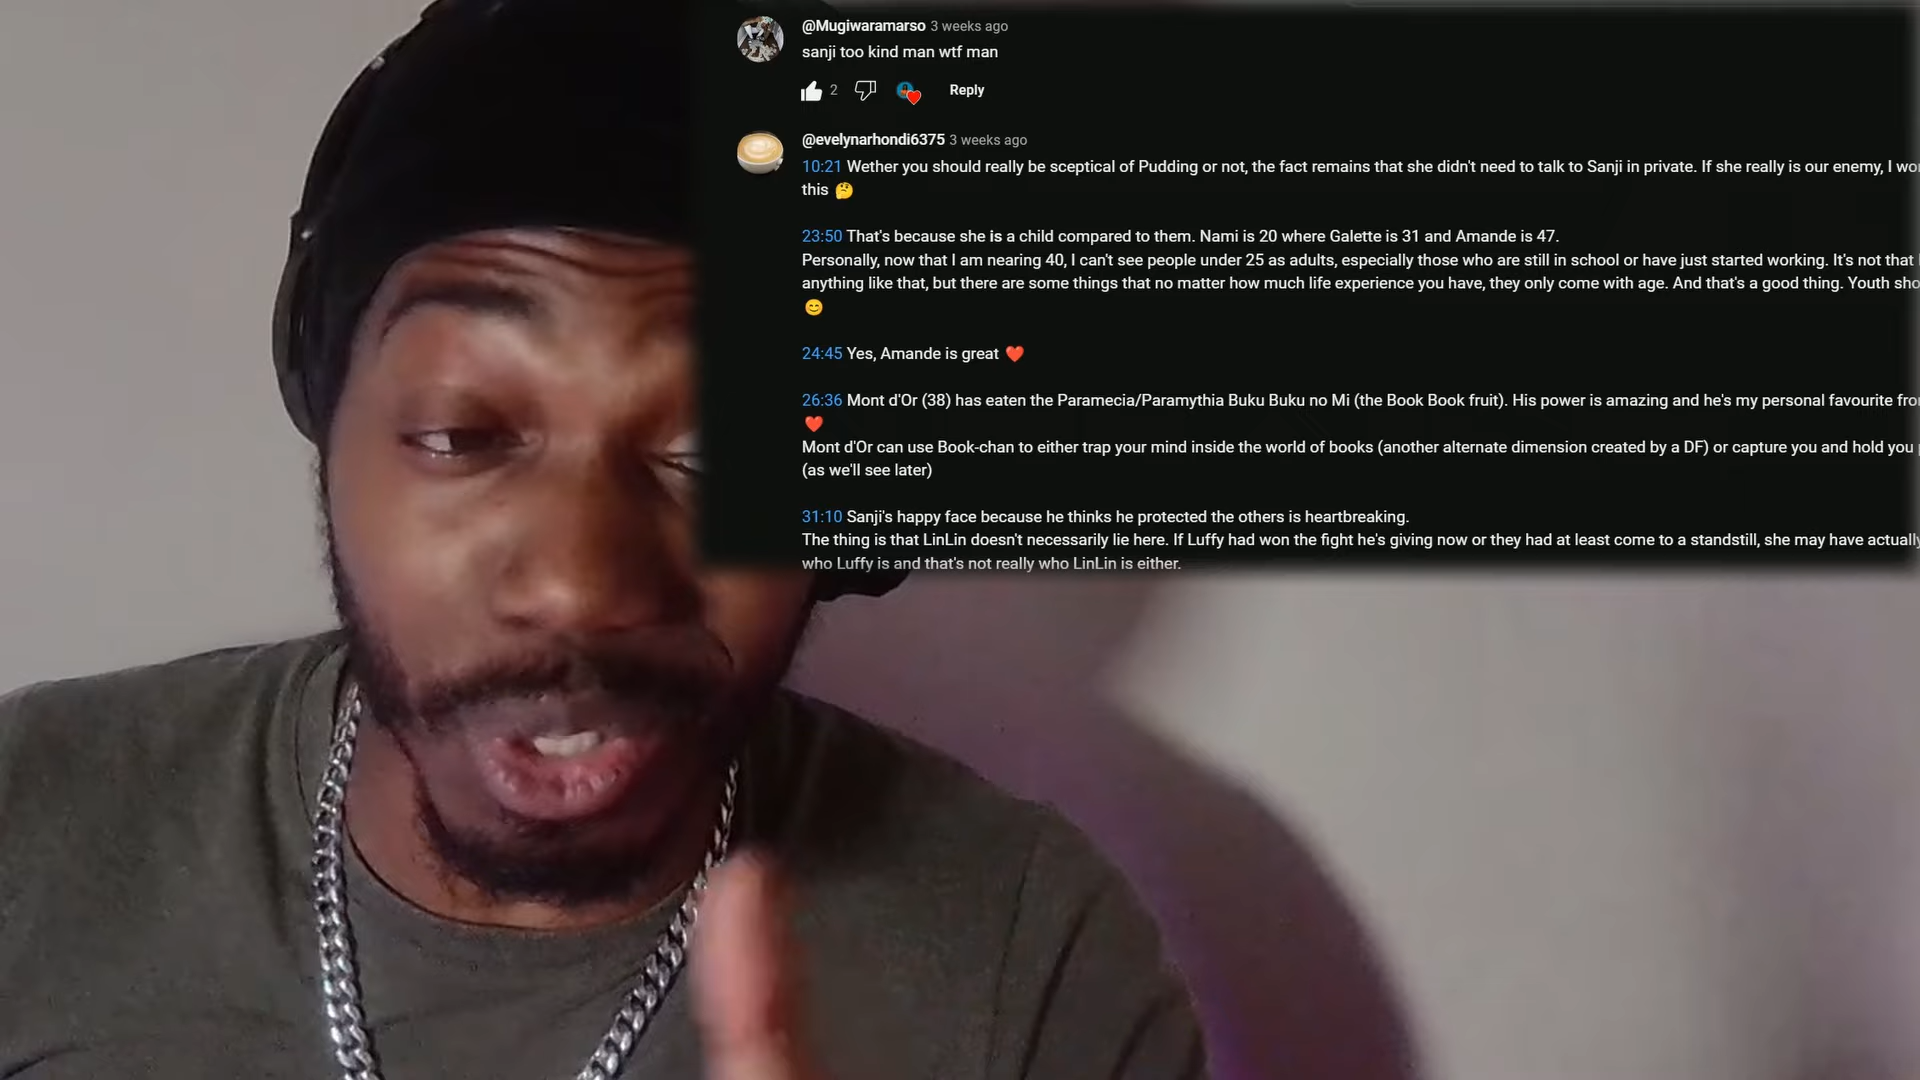 @Mugiwaramarso 3 weeks ago
sanji too kind man wtf man
2 Reply
@evelynarhondi6375 3 weeks ago
10:21 Wether you should really be sceptical of Pudding or not, the fact remains that she didn't need to talk to Sanji in private. If she really is our enemy, I
this 🤔
23:50 That's because she is a child compared to them. Nami is 20 where Galette is 31 and Amande is 47.
Personally, now that I am nearing 40, I can't see people under 25 as adults, especially those who are still in school or have just started working. It's not that
anything like that, but there are some things that no matter how much life experience you have, they only come with age. And that's a good thing. Youth
😊
24:45 Yes, Amande is great ❤️
26:36 Mont d'Or (38) has eaten the Paramecia/Paramythia Buku Buku no Mi (the Book Book fruit). His power is amazing and he's my personal favourite
❤️
Mont d'Or can use Book-chan to either trap your mind inside the world of books (another alternate dimension created by a DF) or capture you and hold you
(as we'll see later)
31:10 Sanji's happy face because he thinks he protected the others is heartbreaking.
The thing is that LinLin doesn't necessarily lie here. If Luffy had won the fight he's giving now or they had at least come to a standstill, she may have actually
who Luffy is and that's not really who LinLin is either.